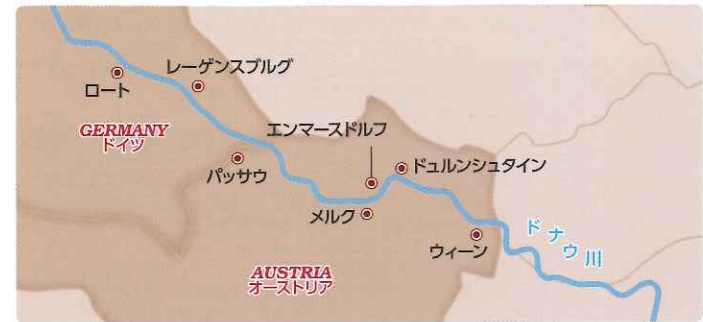 レーゲンスブルグ
ロート
GERMANY
ドイツ
エンマースドルフ
パッサウ
ドュルンシュタイン
メルク
ウィーン
ドナウ川
AUSTRIA
オーストリア